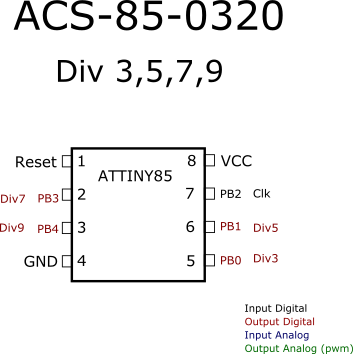 ACS-85-0320
Div 3,5,7,9
Reset 1 8 VCC
ATTINY85
Div7 PB3 2 7 PB2 Clk
Div9 PB4 3 6 PB1 Div5
GND 4 5 PB0 Div3
Input Digital
Output Digital
Input Analog
Output Analog (pwm)